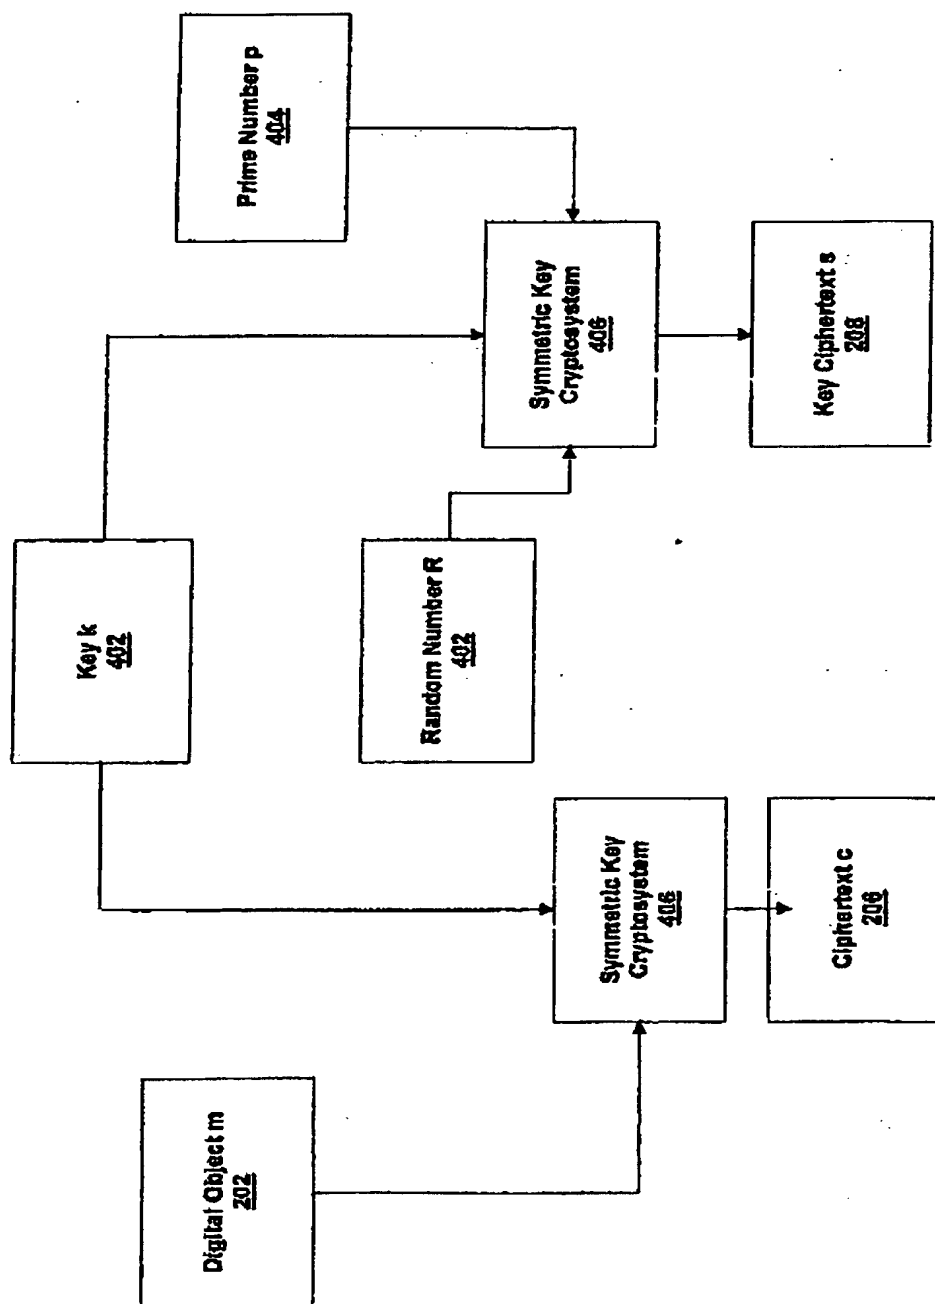 Key k
402
Digital Object m
202
Prime Number p
404
Random Number R
402
Symmetric Key
Cryptosystem
406
Symmetric Key
Cryptosystem
406
Ciphertext c
206
Key Ciphertext s
208